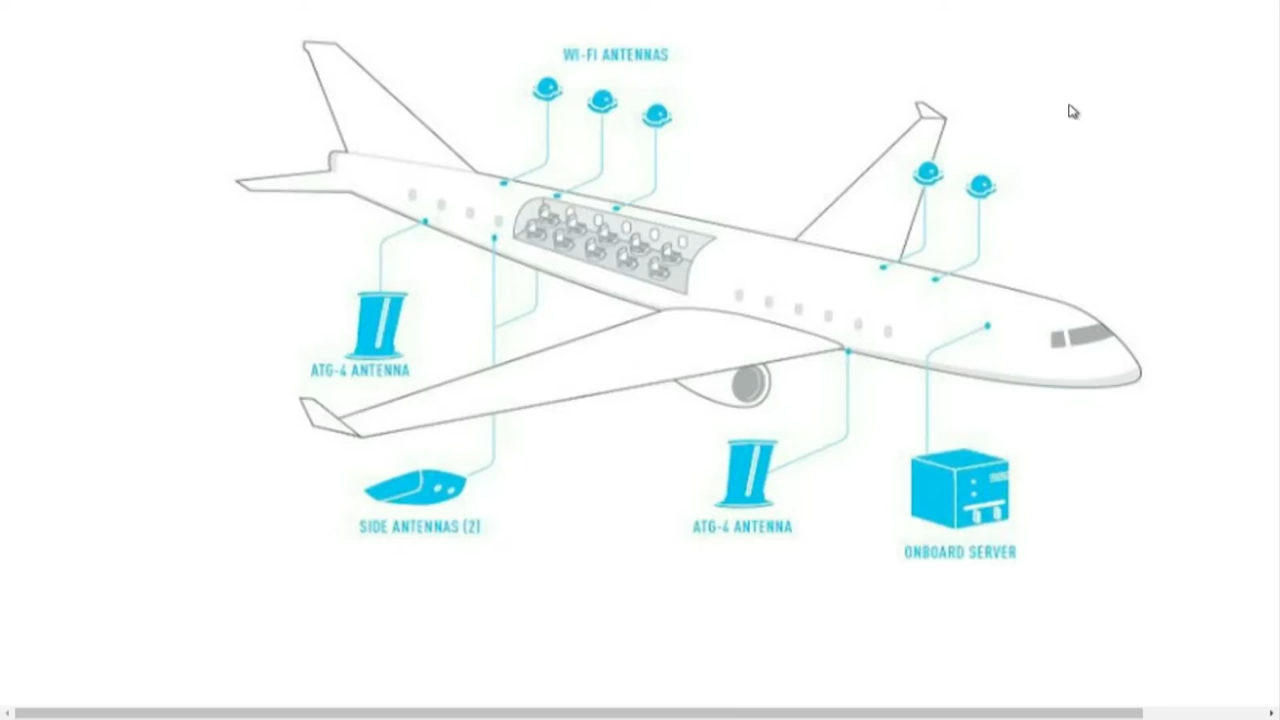 WI-FI ANTENNAS
ATG-4 ANTENNA
SIDE ANTENNAS (2)
ATG-4 ANTENNA
ONBOARD SERVER